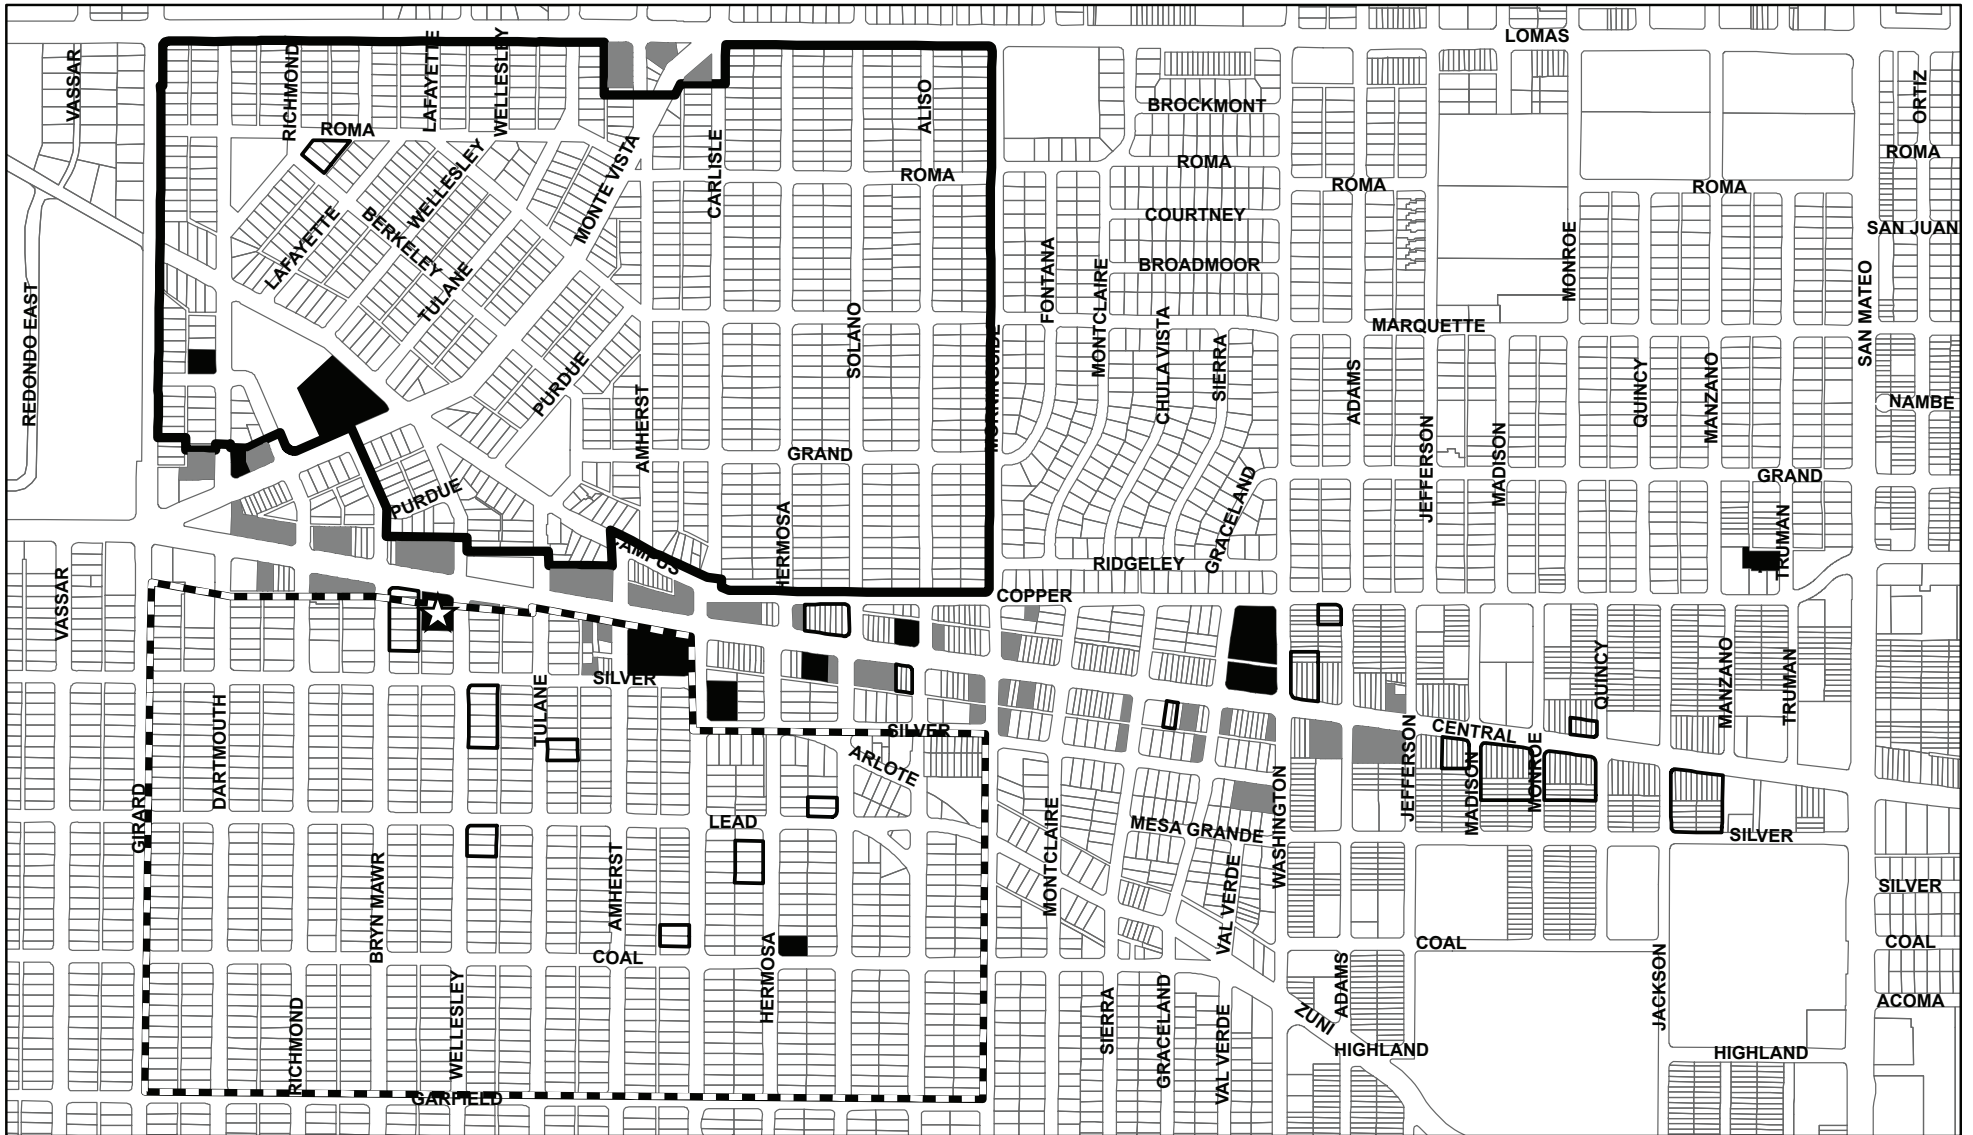 LOMAS
VASSAR
RICHMOND
LAFAYETTE
WELLESLEY
ALISO
ORTIZ
BROCKMONT
ROMA
CARLISLE
MONTE VISTA
WELLESLEY
ROMA
ROMA
ROMA
ROMA
ROMA
LAFAYETTE
BERKELEY
COURTNEY
SAN JUAN
TULANE
BROADMOOR
FONTANA
MONTCLAIRE
MONROE
SAN MATEO
REDONDO EAST
SOLANO
MORNINGSIDE
CHULA VISTA
SIERRA
MARQUETTE
PURDUE
AMHERST
ADAMS
QUINCY
MANZANO
NAMBE
GRAND
JEFFERSON
MADISON
GRAND
PURDUE
HERMOSA
GRACELAND
TRUMAN
CAMPUS
RIDGELEY
COPPER
VASSAR
SILVER
DARTMOUTH
TULANE
QUINCY
MANZANO
TRUMAN
SILVER
CENTRAL
JEFFERSON
ARLOTE
GIRARD
MADISON
MONROE
LEAD
MESA GRANDE
WASHINGTON
SILVER
MONTCLAIRE
BRYN MAWR
AMHERST
VAL VERDE
SILVER
COAL
HERMOSA
COAL
COAL
ADAMS
JACKSON
RICHMOND
WELLESLEY
SIERRA
GRACELAND
VAL VERDE
ZUNI
ACOMA
HIGHLAND
HIGHLAND
GARFIELD